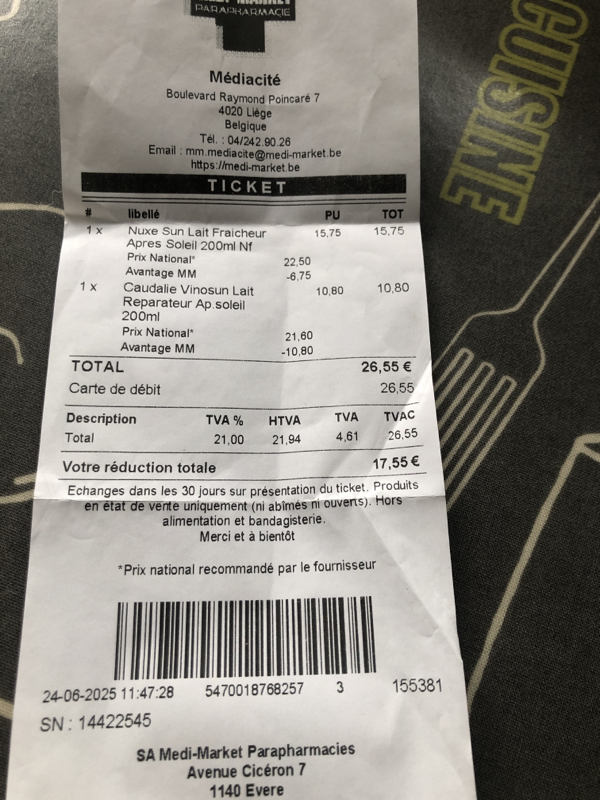 PARAPHARMACIE
Médiacité
Boulevard Raymond Poincaré 7
4020 Liège
Belgique
Tél. : 04/242.90.26
Email : mm.mediacite@medi-market.be
https://medi-market.be
TICKET
# libellé PU TOT
1 x Nuxe Sun Lait Fraicheur 15,75 15,75
Apres Soleil 200ml Nf
Prix National* 22,50
Avantage MM -6,75
1 x Caudalie Vinosun Lait 10,80 10,80
Reparateur Ap.soleil
200ml
Prix National* 21,60
Avantage MM -10,80
TOTAL 26,55 €
Carte de débit 26,55
Description TVA % HTVA TVA TVAC
Total 21,00 21,94 4,61 26,55
Votre réduction totale 17,55 €
Echanges dans les 30 jours sur présentation du ticket. Produits
en état de vente uniquement (ni abîmés ni ouverts). Hors
alimentation et bandagisterie.
Merci et à bientôt
*Prix national recommandé par le fournisseur
24-06-2025 11:47:28 5470018768257 3 155381
SN : 14422545
SA Medi-Market Parapharmacies
Avenue Cicéron 7
1140 Evere
CUISINE